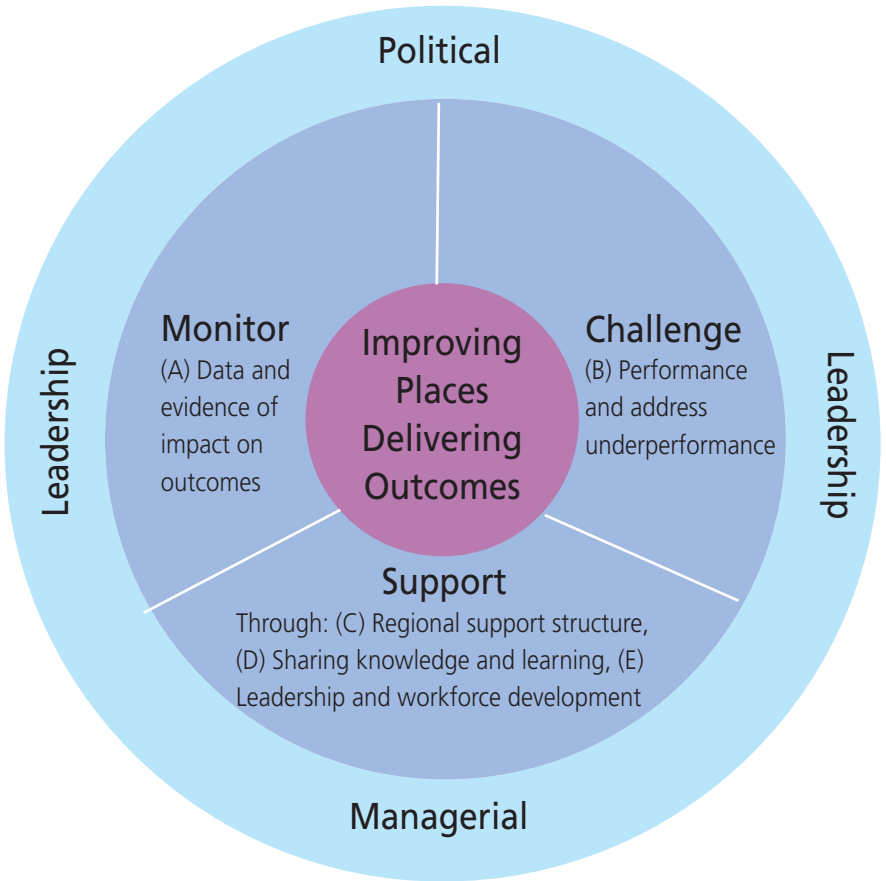 Political
Leadership
Monitor
(A) Data and
evidence of
impact on
outcomes
Improving
Places
Delivering
Outcomes
Challenge
(B) Performance
and address
underperformance
Leadership
Support
Through: (C) Regional support structure,
(D) Sharing knowledge and learning, (E)
Leadership and workforce development
Managerial